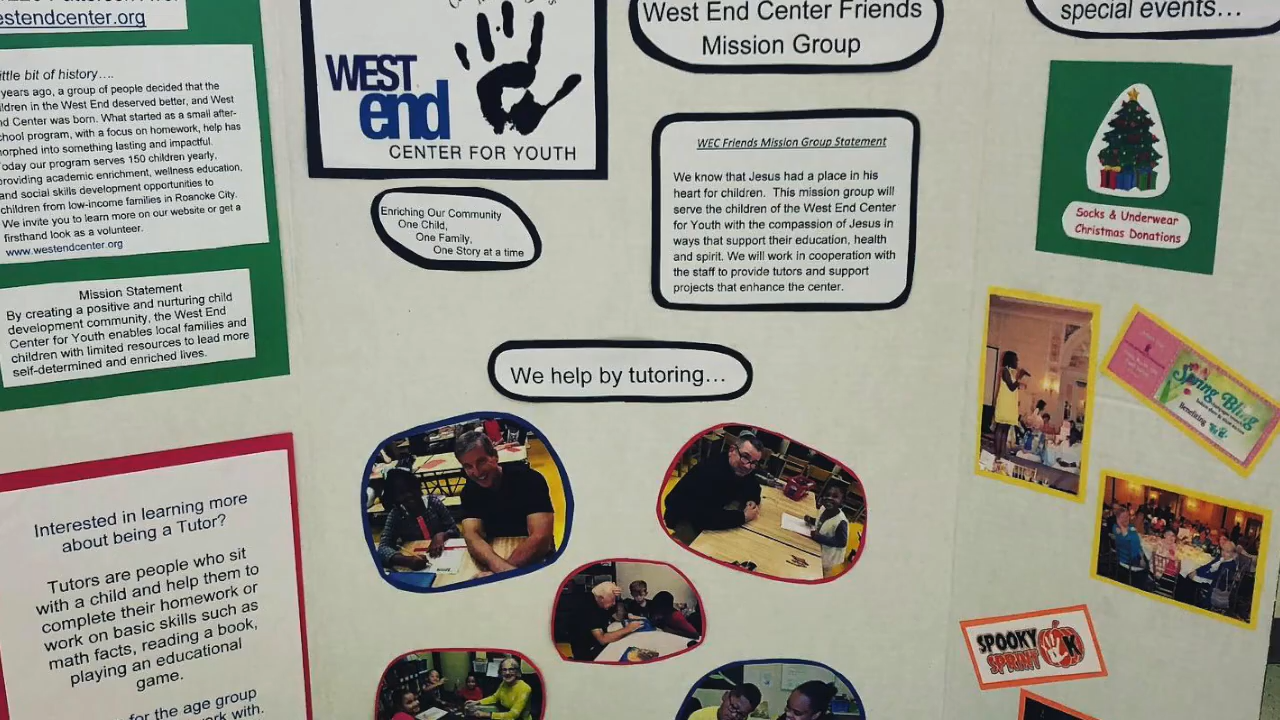 westendcenter.org
little bit of history….
years ago, a group of people decided that the
children in the West End deserved better, and West
End Center was born. What started as a small after-
school program, with a focus on homework, help has
morphed into something lasting and impactful.
Today our program serves 150 children yearly,
providing academic enrichment, wellness education,
and social skills development opportunities to
children from low-income families in Roanoke City.
We invite you to learn more on our website or get a
firsthand look as a volunteer.
www.westendcenter.org
Mission Statement
By creating a positive and nurturing child
development community, the West End
Center for Youth enables local families and
children with limited resources to lead more
self-determined and enriched lives.
Interested in learning more
about being a Tutor?
Tutors are people who sit
with a child and help them to
complete their homework or
work on basic skills such as
math facts, reading a book,
playing an educational
game.
for the age group
work with.
WEST
end
CENTER FOR YOUTH
Enriching Our Community
One Child,
One Family,
One Story at a time
West End Center Friends
Mission Group
WEC Friends Mission Group Statement
We know that Jesus had a place in his
heart for children. This mission group will
serve the children of the West End Center
for Youth with the compassion of Jesus in
ways that support their education, health
and spirit. We will work in cooperation with
the staff to provide tutors and support
projects that enhance the center.
We help by tutoring…
special events…
Socks & Underwear
Christmas Donations
Spring Bling
Benefiting
SPOOKY
SPRINT 5K